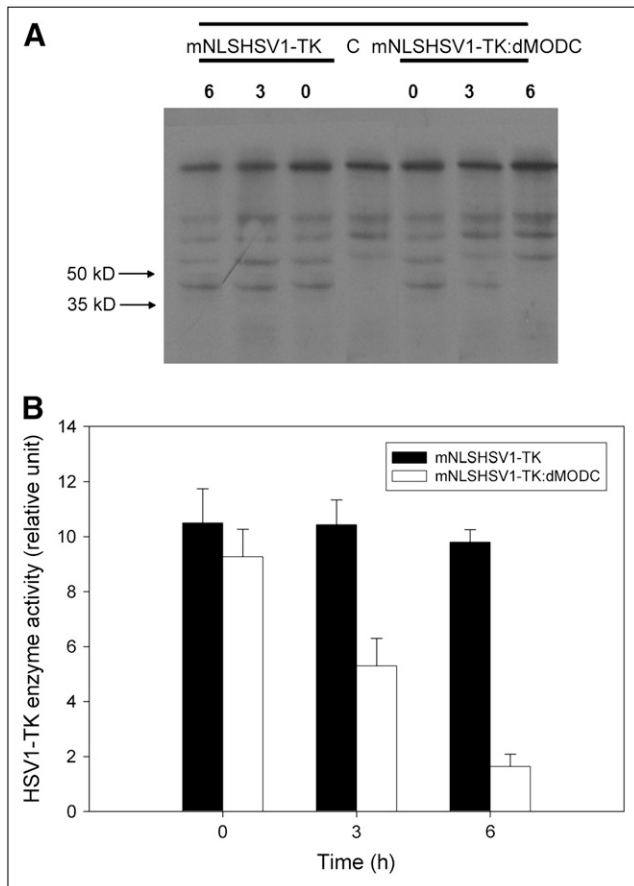 A
mNLSHSV1-TK C mNLSHSV1-TK:dMODC
6 3 0 0 3 6
50 kD
35 kD
B
14
12
10
8
6
4
2
0
HSV1-TK enzyme activity (relative unit)
mNLSHSV1-TK
mNLSHSV1-TK:dMODC
0 3 6
Time (h)